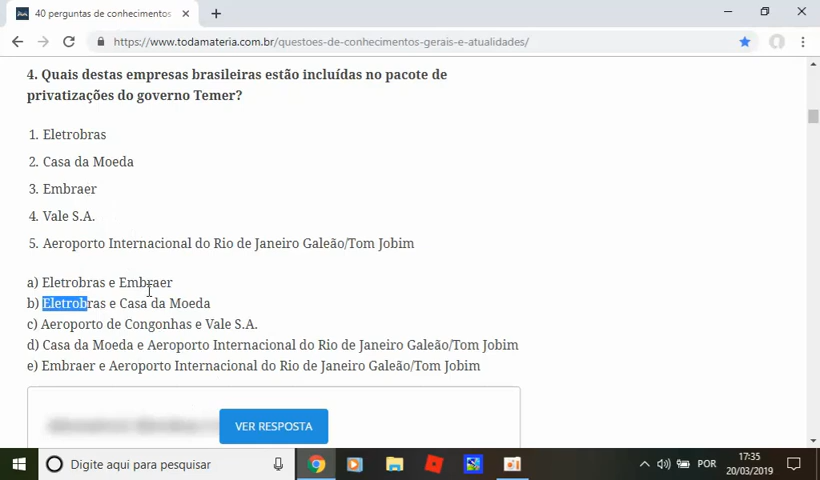 40 perguntas de conhecimentos
https://www.todamateria.com.br/questoes-de-conhecimentos-gerais-e-atualidades/
4. Quais destas empresas brasileiras estão incluídas no pacote de
privatizações do governo Temer?
1. Eletrobras
2. Casa da Moeda
3. Embraer
4. Vale S.A.
5. Aeroporto Internacional do Rio de Janeiro Galeão/Tom Jobim
a) Eletrobras e Embraer
b) Eletrobras e Casa da Moeda
c) Aeroporto de Congonhas e Vale S.A.
d) Casa da Moeda e Aeroporto Internacional do Rio de Janeiro Galeão/Tom Jobim
e) Embraer e Aeroporto Internacional do Rio de Janeiro Galeão/Tom Jobim
VER RESPOSTA
Digite aqui para pesquisar
POR
17:35
20/03/2019